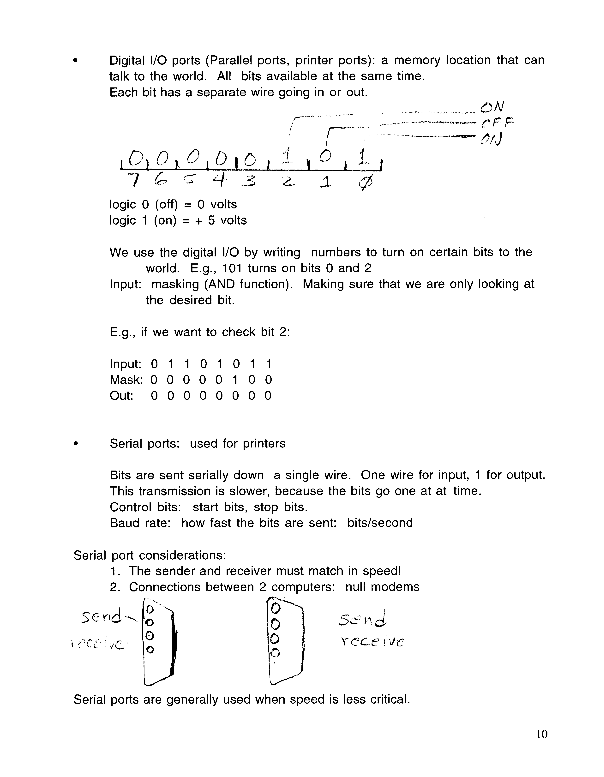 • Digital I/O ports (Parallel ports, printer ports): a memory location that can
talk to the world. All bits available at the same time.
Each bit has a separate wire going in or out.
ON
OFF
ON
0 0 0 0 0 1 0 1
7 6 5 4 3 2 1 0
logic 0 (off) = 0 volts
logic 1 (on) = + 5 volts
We use the digital I/O by writing numbers to turn on certain bits to the
world. E.g., 101 turns on bits 0 and 2
Input: masking (AND function). Making sure that we are only looking at
the desired bit.
E.g., if we want to check bit 2:
Input: 0 1 1 0 1 0 1 1
Mask: 0 0 0 0 0 1 0 0
Out: 0 0 0 0 0 0 0 0
• Serial ports: used for printers
Bits are sent serially down a single wire. One wire for input, 1 for output.
This transmission is slower, because the bits go one at at time.
Control bits: start bits, stop bits.
Baud rate: how fast the bits are sent: bits/second
Serial port considerations:
1. The sender and receiver must match in speed!
2. Connections between 2 computers: null modems
send send
receive receive
Serial ports are generally used when speed is less critical.
10